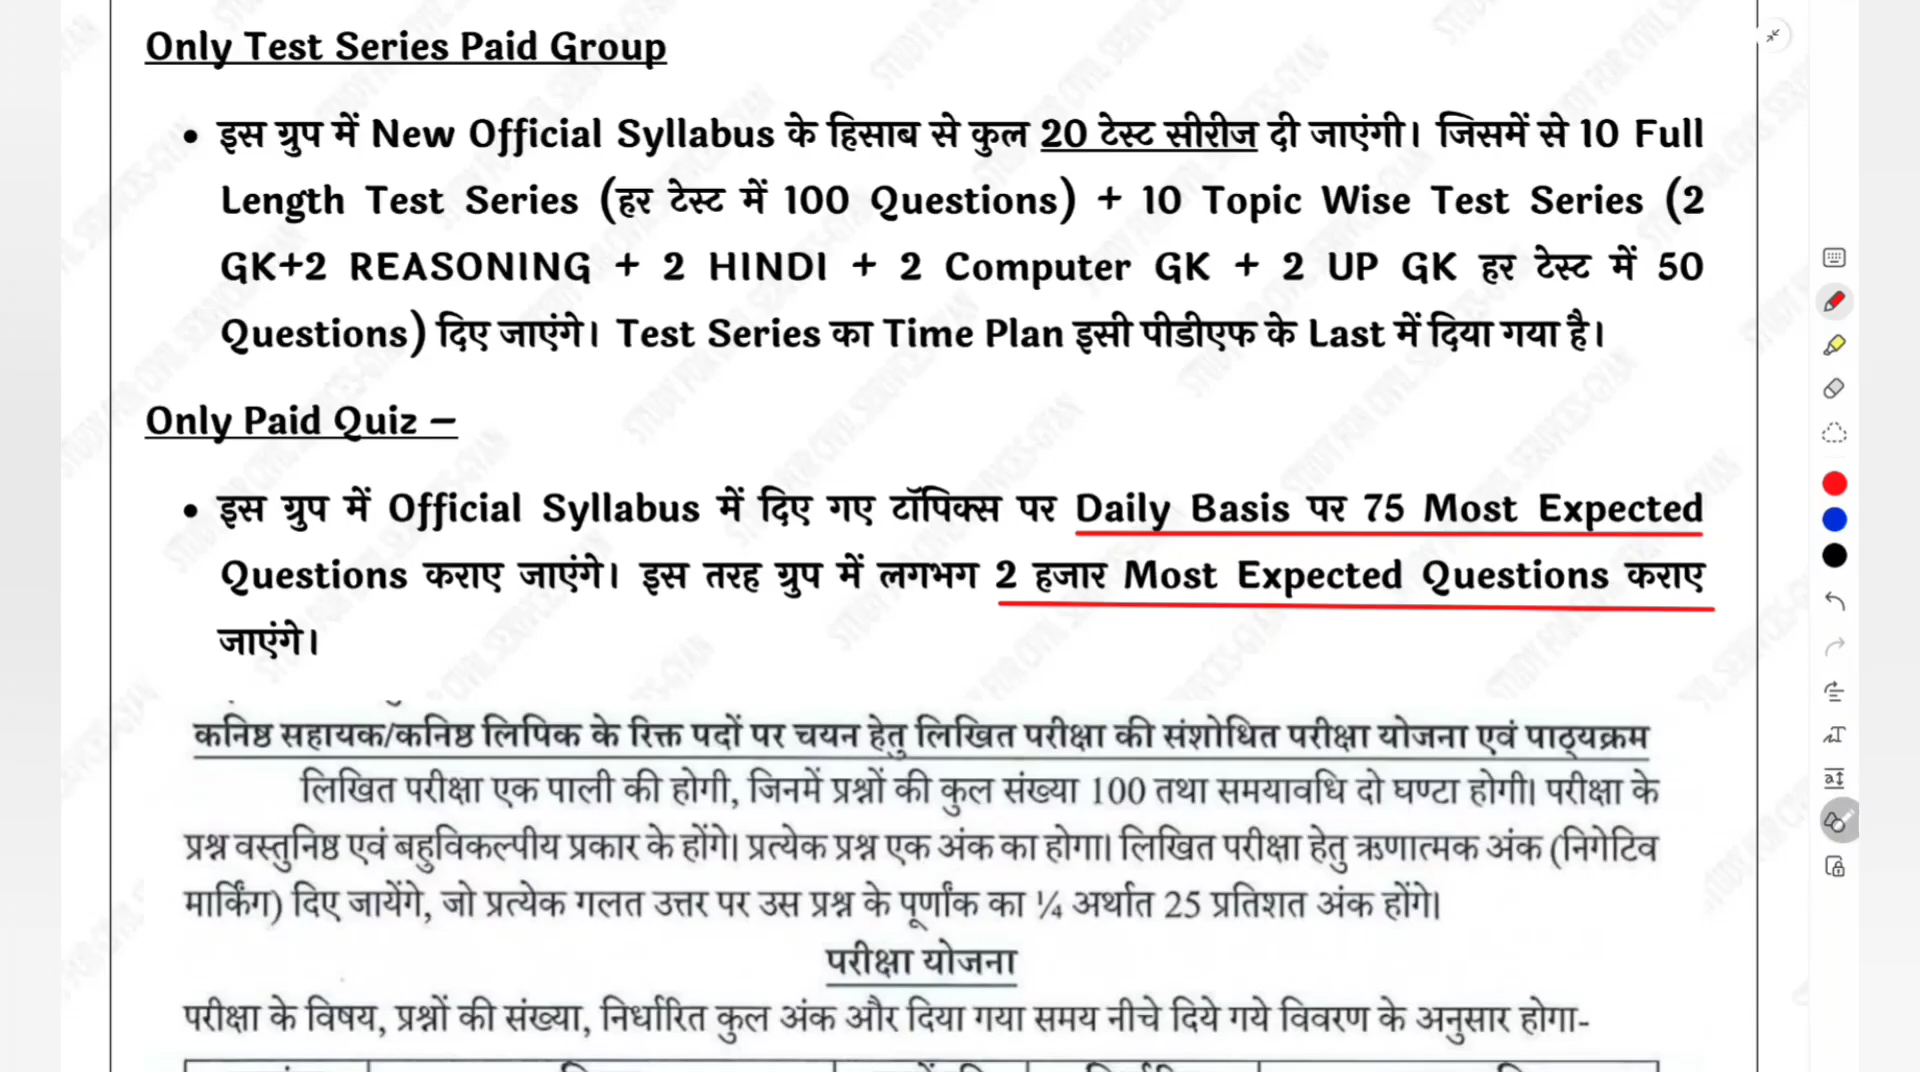 Only Test Series Paid Group
• इस ग्रुप में New Official Syllabus के हिसाब से कुल 20 टेस्ट सीरीज दी जाएंगी। जिसमें से 10 Full
Length Test Series (हर टेस्ट में 100 Questions) + 10 Topic Wise Test Series (2
GK+2 REASONING + 2 HINDI + 2 Computer GK + 2 UP GK हर टेस्ट में 50
Questions) दिए जाएंगे। Test Series का Time Plan इसी पीडीएफ के Last में दिया गया है।
Only Paid Quiz –
• इस ग्रुप में Official Syllabus में दिए गए टॉपिक्स पर Daily Basis पर 75 Most Expected
Questions कराए जाएंगे। इस तरह ग्रुप में लगभग 2 हजार Most Expected Questions कराए
जाएंगे।
कनिष्ठ सहायक/कनिष्ठ लिपिक के रिक्त पदों पर चयन हेतु लिखित परीक्षा की संशोधित परीक्षा योजना एवं पाठ्यक्रम
लिखित परीक्षा एक पाली की होगी, जिनमें प्रश्नों की कुल संख्या 100 तथा समयावधि दो घण्टा होगी। परीक्षा के
प्रश्न वस्तुनिष्ठ एवं बहुविकल्पीय प्रकार के होंगे। प्रत्येक प्रश्न एक अंक का होगा। लिखित परीक्षा हेतु ऋणात्मक अंक (निगेटिव
मार्किंग) दिए जायेंगे, जो प्रत्येक गलत उत्तर पर उस प्रश्न के पूर्णांक का ¼ अर्थात 25 प्रतिशत अंक होंगे।
परीक्षा योजना
परीक्षा के विषय, प्रश्नों की संख्या, निर्धारित कुल अंक और दिया गया समय नीचे दिये गये विवरण के अनुसार होगा-